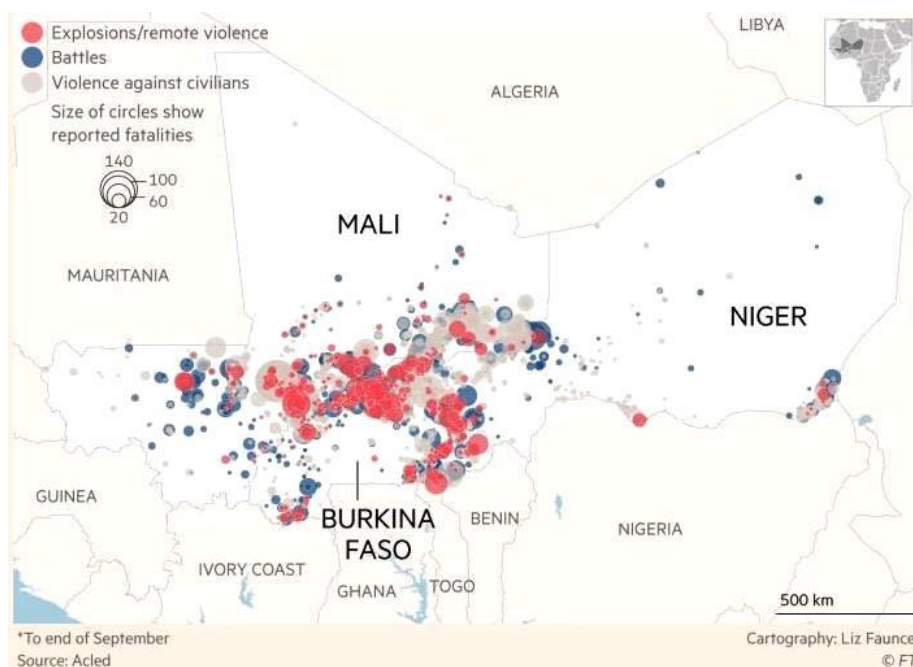 Explosions/remote violence
Battles
Violence against civilians
Size of circles show
reported fatalities
140
100
60
20
LIBYA
ALGERIA
MALI
MAURITANIA
NIGER
GUINEA
BURKINA
FASO
BENIN
NIGERIA
IVORY COAST
GHANA
TOGO
500 km
*To end of September
Source: Acled
Cartography: Liz Faunce
© FT